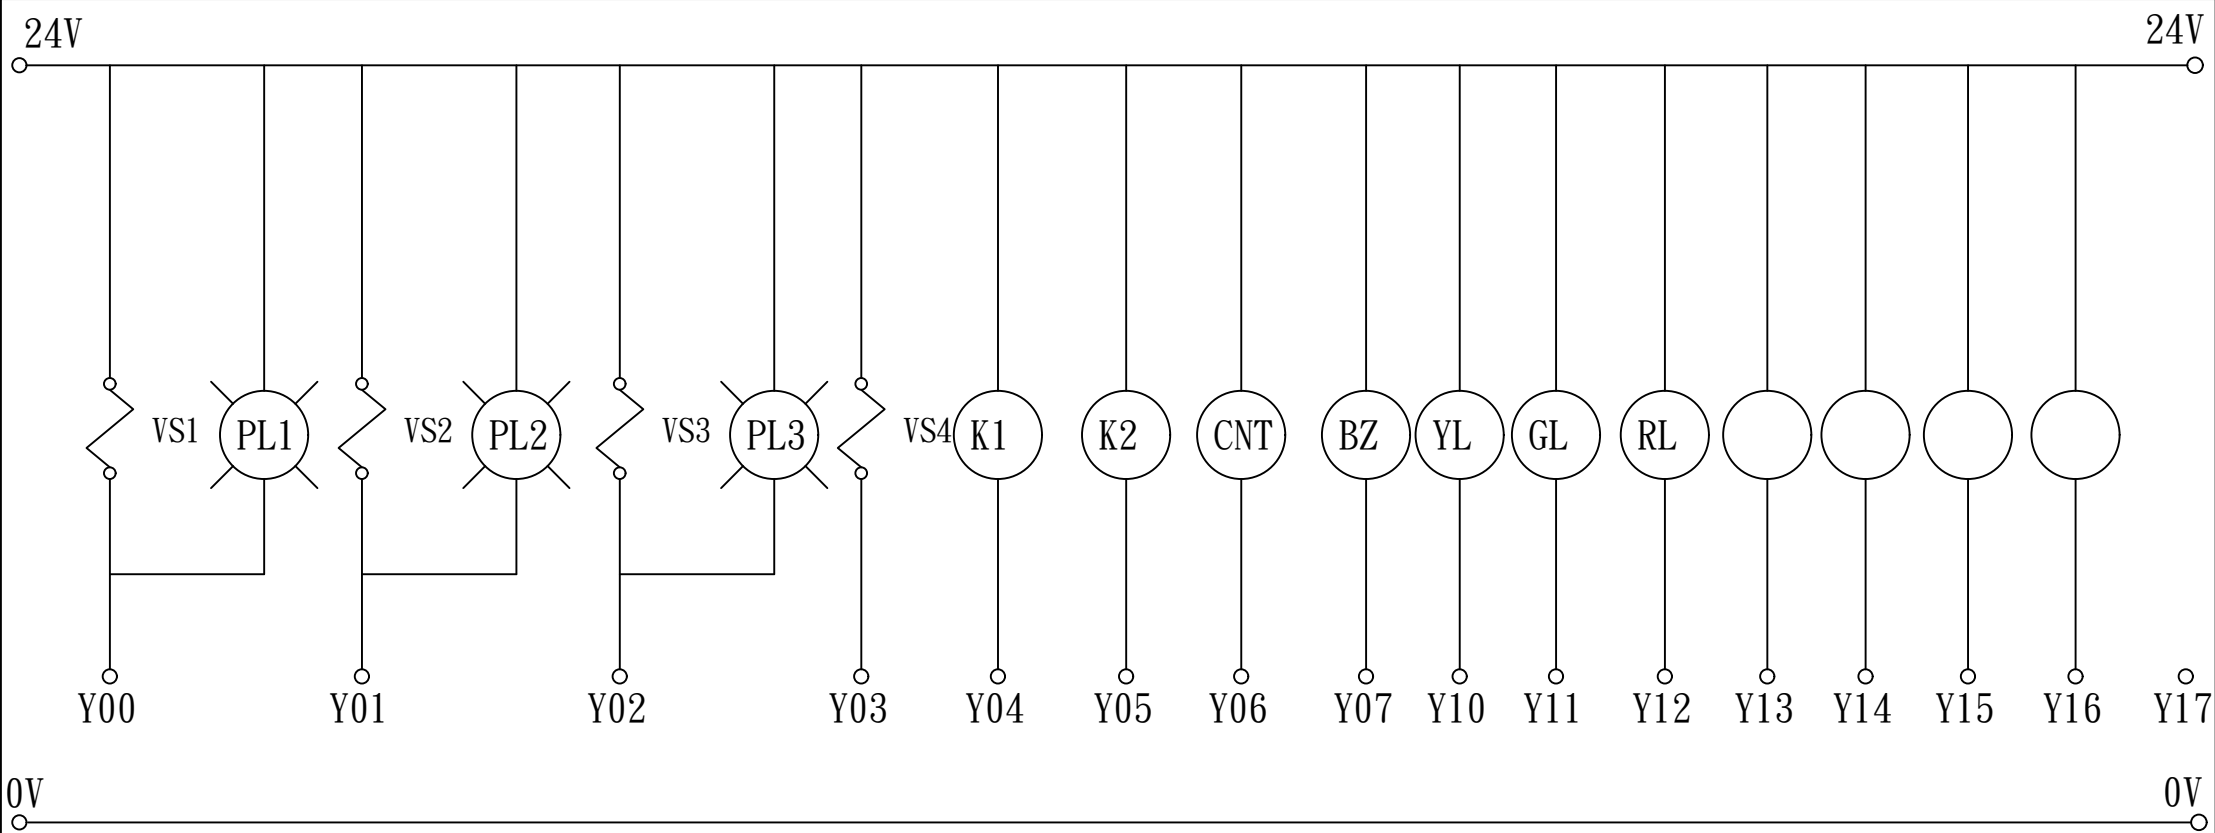 24V 24V
VS1 PL1 VS2 PL2 VS3 PL3 VS4 K1 K2 CNT BZ YL GL RL
Y00 Y01 Y02 Y03 Y04 Y05 Y06 Y07 Y10 Y11 Y12 Y13 Y14 Y15 Y16 Y17
0V 0V